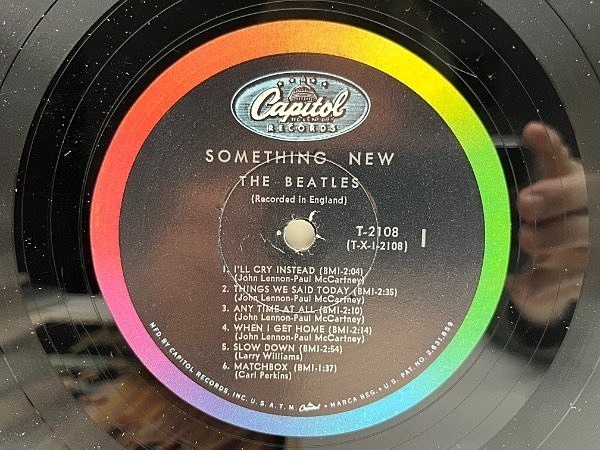 Capitol
RECORDS
SOMETHING NEW
THE BEATLES
(Recorded in England)
T-2108
(T-X-1-2108)
1
1. I'LL CRY INSTEAD (BMI-2:04)
(John Lennon-Paul McCartney)
2. THINGS WE SAID TODAY (BMI-2:35)
(John Lennon-Paul McCartney)
3. ANY TIME AT ALL (BMI-2:10)
(John Lennon-Paul McCartney)
4. WHEN I GET HOME (BMI-2:14)
(John Lennon-Paul McCartney)
5. SLOW DOWN (BMI-2:54)
(Larry Williams)
6. MATCHBOX (BMI-1:37)
(Carl Perkins)
MFD. BY CAPITOL RECORDS, INC. U.S.A. T.M. Capitol • MARCA REG. • U.S. PAT. NO. 2,631,859